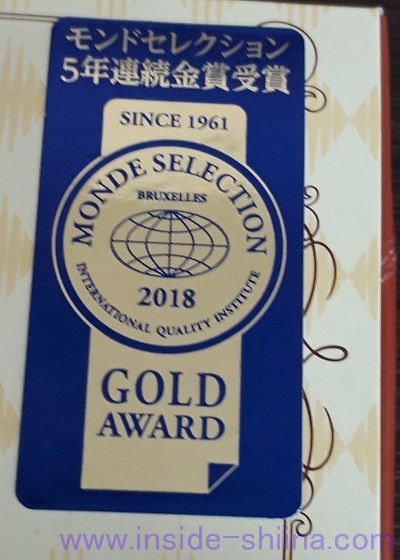 モンドセレクション
5年連続金賞受賞
SINCE 1961
MONDE SELECTION
BRUXELLES
2018
INTERNATIONAL QUALITY INSTITUTE
GOLD
AWARD
www.inside-shiina.com